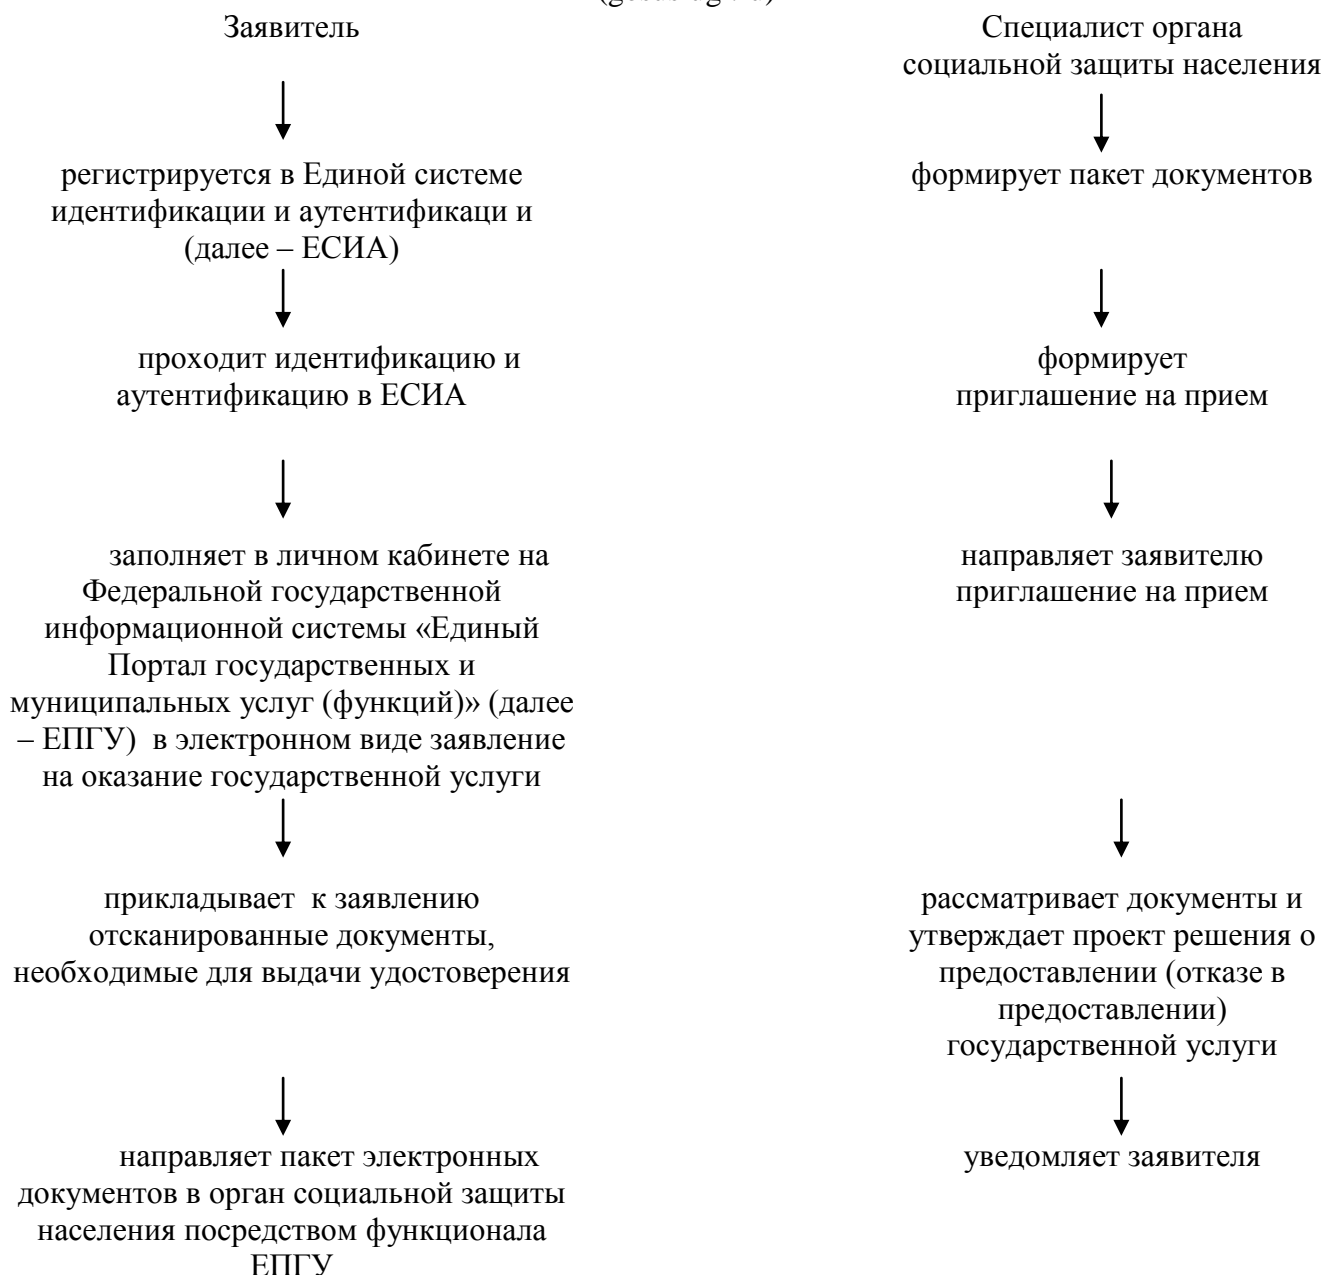 Заявитель
регистрируется в Единой системе
идентификации и аутентификаци и
(далее – ЕСИА)
проходит идентификацию и
аутентификацию в ЕСИА
заполняет в личном кабинете на
Федеральной государственной
информационной системы «Единый
Портал государственных и
муниципальных услуг (функций)» (далее
– ЕПГУ) в электронном виде заявление
на оказание государственной услуги
прикладывает к заявлению
отсканированные документы,
необходимые для выдачи удостоверения
направляет пакет электронных
документов в орган социальной защиты
населения посредством функционала
ЕПГУ
Специалист органа
социальной защиты населения
формирует пакет документов
формирует
приглашение на прием
направляет заявителю
приглашение на прием
рассматривает документы и
утверждает проект решения о
предоставлении (отказе в
предоставлении)
государственной услуги
уведомляет заявителя